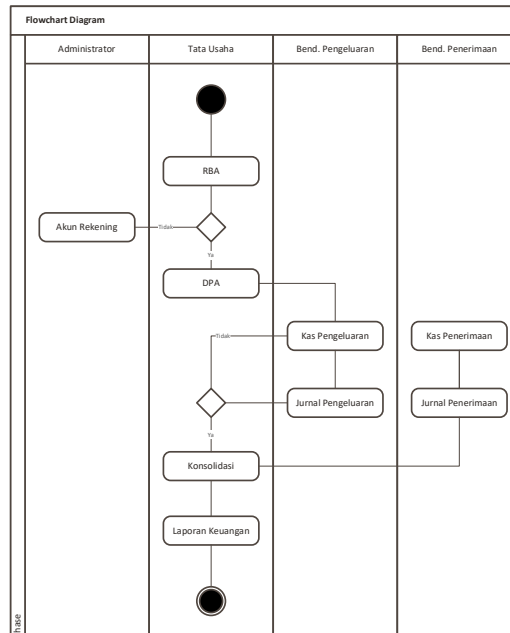 Flowchart Diagram
Administrator
Tata Usaha
Bend. Pengeluaran
Bend. Penerimaan
RBA
Akun Rekening
Tidak
Ya
DPA
Tidak
Kas Pengeluaran
Kas Penerimaan
Jurnal Pengeluaran
Jurnal Penerimaan
Ya
Konsolidasi
Laporan Keuangan
hase